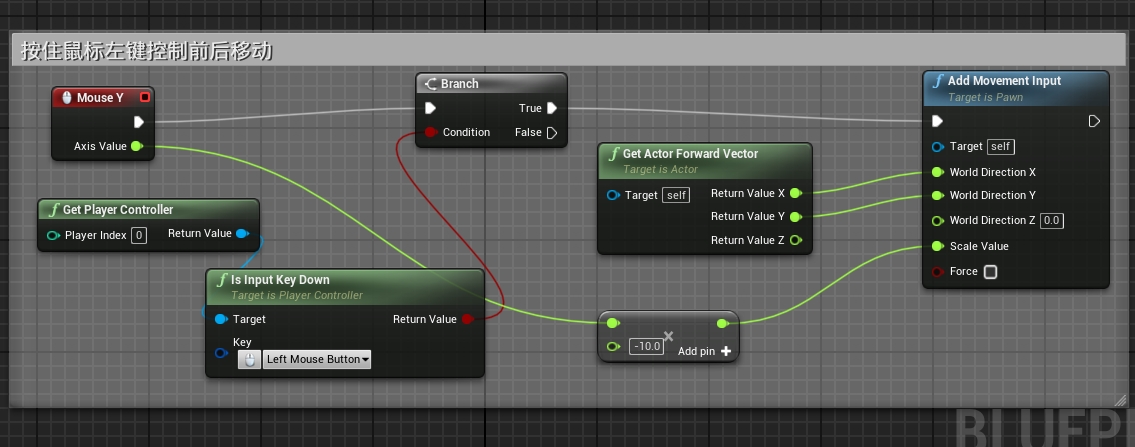 按住鼠标左键控制前后移动
Mouse Y
Axis Value
Branch
True
Condition
False
Add Movement Input
Target is Pawn
Target self
World Direction X
World Direction Y
World Direction Z 0.0
Scale Value
Force
Get Actor Forward Vector
Target is Actor
Target self
Return Value X
Return Value Y
Return Value Z
Get Player Controller
Player Index 0
Return Value
Is Input Key Down
Target is Player Controller
Target
Return Value
Key
Left Mouse Button
-10.0
Add pin
BLUEP